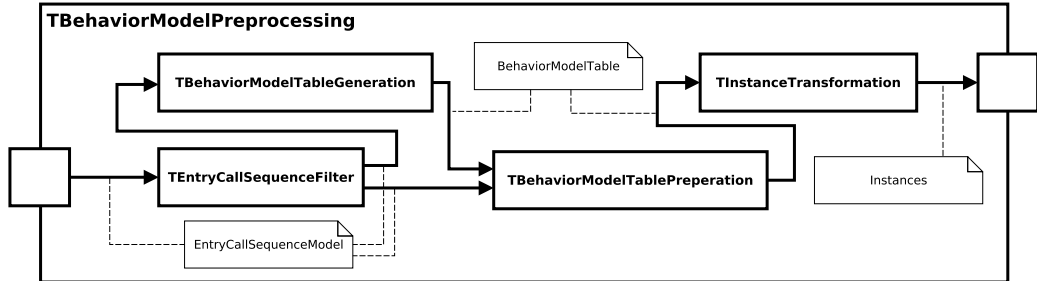 TBehaviorModelPreprocessing
BehaviorModelTable
TBehaviorModelTableGeneration
TInstanceTransformation
TEntryCallSequenceFilter
TBehaviorModelTablePreperation
Instances
EntryCallSequenceModel